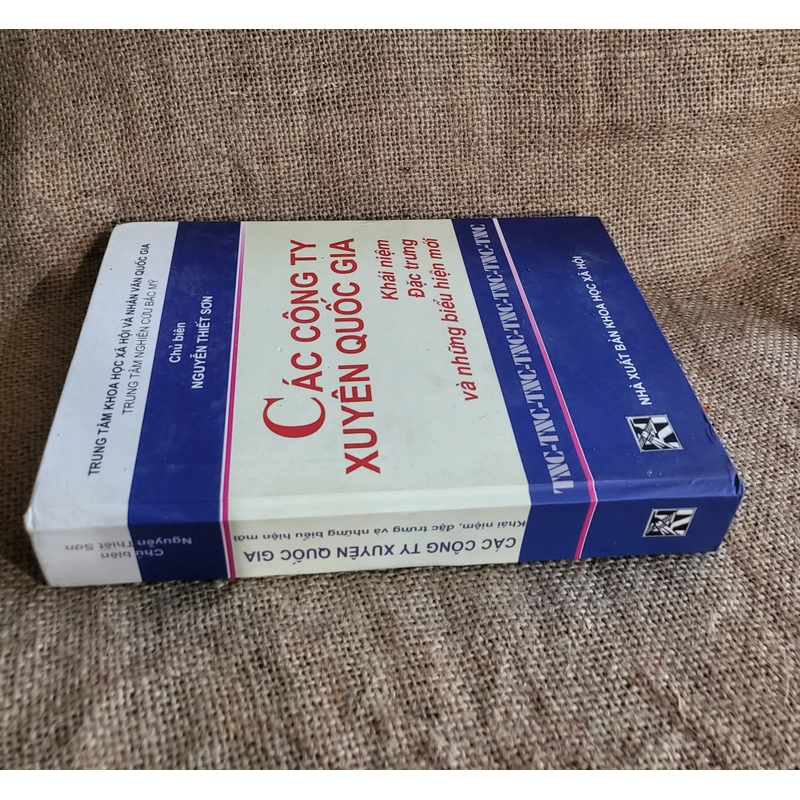 TRUNG TÂM KHOA HỌC XÃ HỘI VÀ NHÂN VĂN QUỐC GIA
TRUNG TÂM NGHIÊN CỨU BẮC MỸ
Chủ biên
NGUYỄN THIẾT SƠN
CÁC CÔNG TY
XUYÊN QUỐC GIA
Khái niệm
Đặc trưng
và những biểu hiện mới
TNC-TNC-TNC-TNC-TNC-TNC-TNC-TNC
NHÀ XUẤT BẢN KHOA HỌC XÃ HỘI
Chủ biên
Nguyễn Thiết Sơn
CÁC CÔNG TY XUYÊN QUỐC GIA
Khái niệm, đặc trưng và những biểu hiện mới